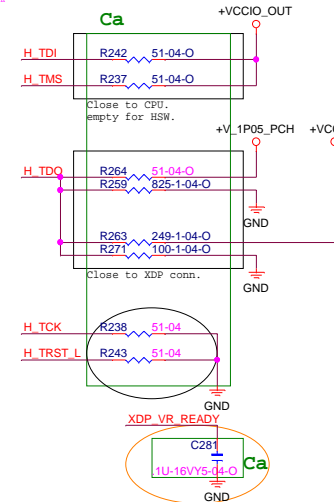 Ca
+VCCIO_OUT
H_TDI R242 51-04-O
H_TMS R237 51-04-O
Close to CPU.
empty for HSW.
+V_1P05_PCH
H_TDO R264 51-04-O
R259 825-1-04-O
GND
R263 249-1-04-O
R271 100-1-04-O
Close to XDP conn.
GND
H_TCK R238 51-04
H_TRST_L R243 51-04
GND
XDP_VR_READY
C281
Ca
.1U-16VY5-04-O
GND